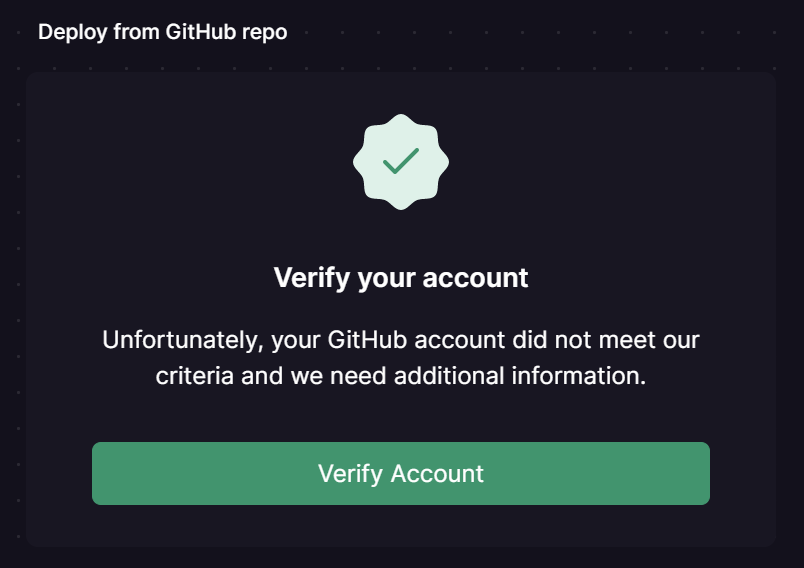 Deploy from GitHub repo
Verify your account
Unfortunately, your GitHub account did not meet our
criteria and we need additional information.
Verify Account